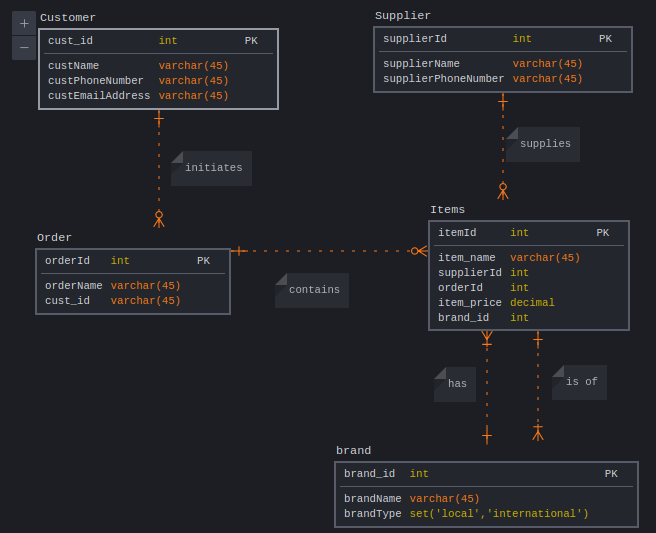 Customer
cust_id int PK
custName varchar(45)
custPhoneNumber varchar(45)
custEmailAddress varchar(45)
Supplier
supplierId int PK
supplierName varchar(45)
supplierPhoneNumber varchar(45)
initiates
supplies
Order
orderId int PK
orderName varchar(45)
cust_id varchar(45)
contains
Items
itemId int PK
item_name varchar(45)
supplierId int
orderId int
item_price decimal
brand_id int
has
is of
brand
brand_id int PK
brandName varchar(45)
brandType set('local','international')